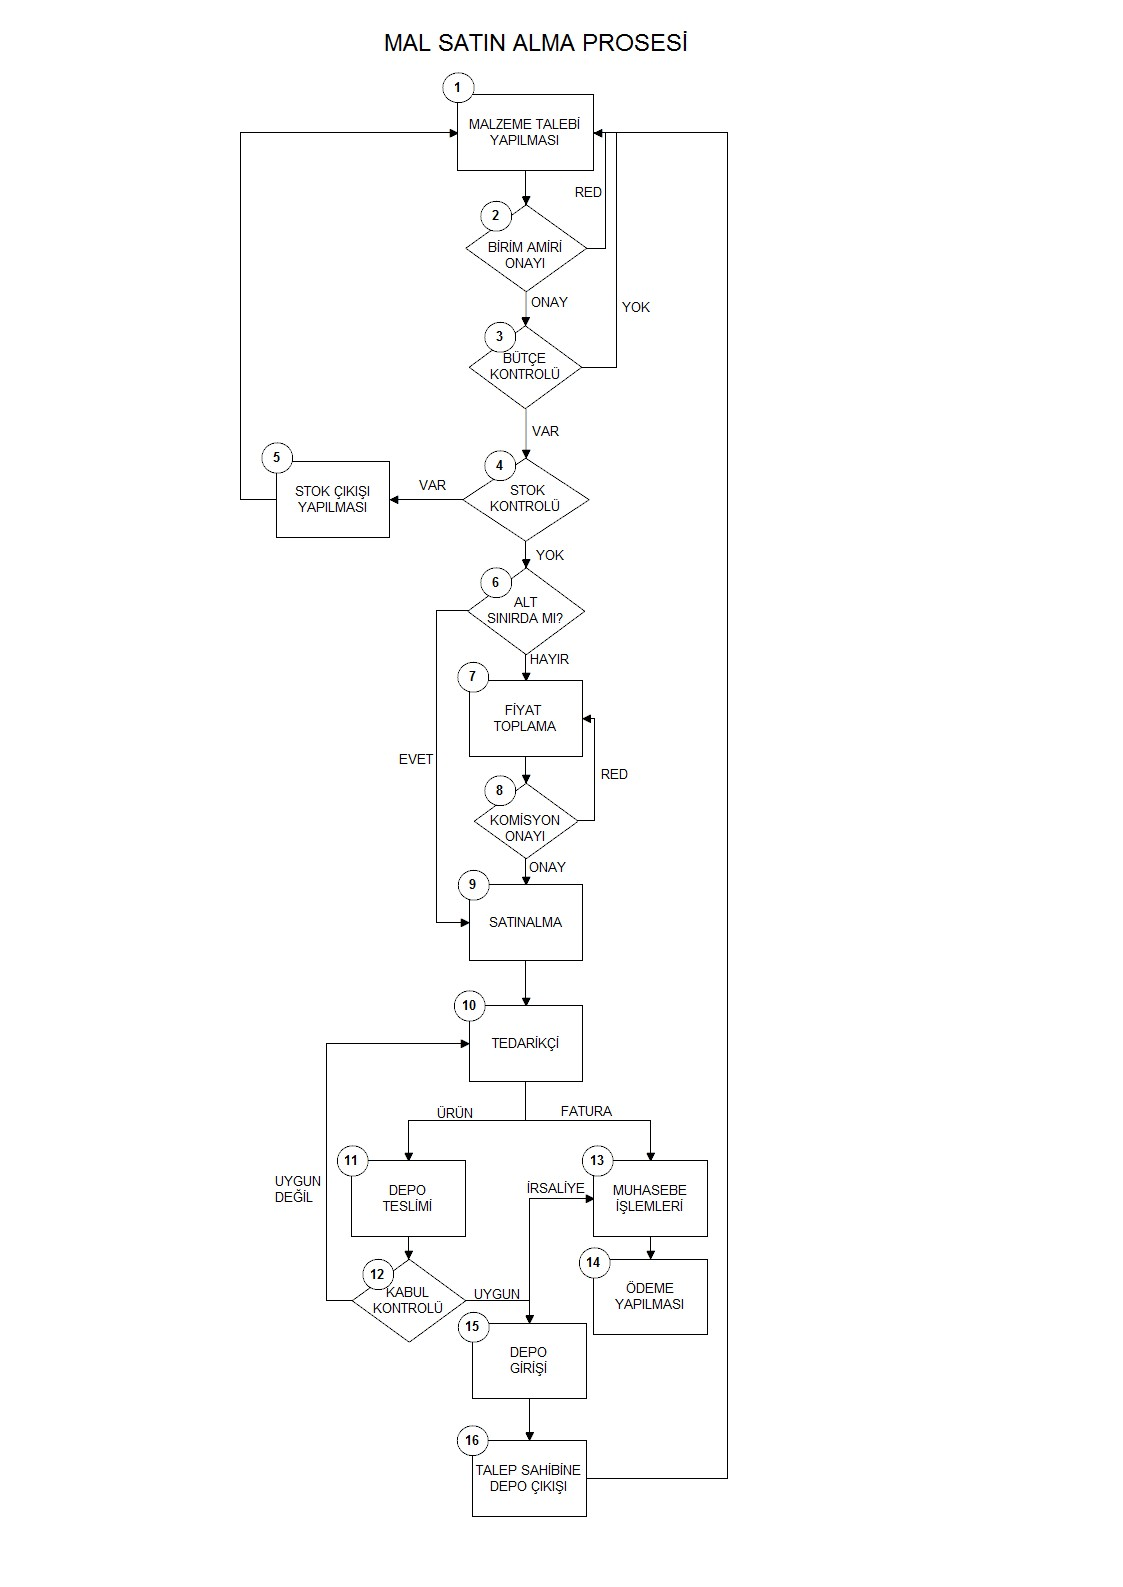 MAL SATIN ALMA PROSESİ
1
MALZEME TALEBİ
YAPILMASI
RED
2
BİRİM AMİRİ
ONAYI
ONAY
YOK
3
BÜTÇE
KONTROLÜ
VAR
5
STOK ÇIKIŞI
YAPILMASI
VAR
4
STOK
KONTROLÜ
YOK
6
ALT
SINIRDA MI?
HAYIR
7
FİYAT
TOPLAMA
EVET
RED
8
KOMİSYON
ONAYI
ONAY
9
SATINALMA
10
TEDARİKÇİ
ÜRÜN
FATURA
11
DEPO
TESLİMİ
13
MUHASEBE
İŞLEMLERİ
UYGUN
DEĞİL
İRSALİYE
12
KABUL
KONTROLÜ
UYGUN
14
ÖDEME
YAPILMASI
15
DEPO
GİRİŞİ
16
TALEP SAHİBİNE
DEPO ÇIKIŞI